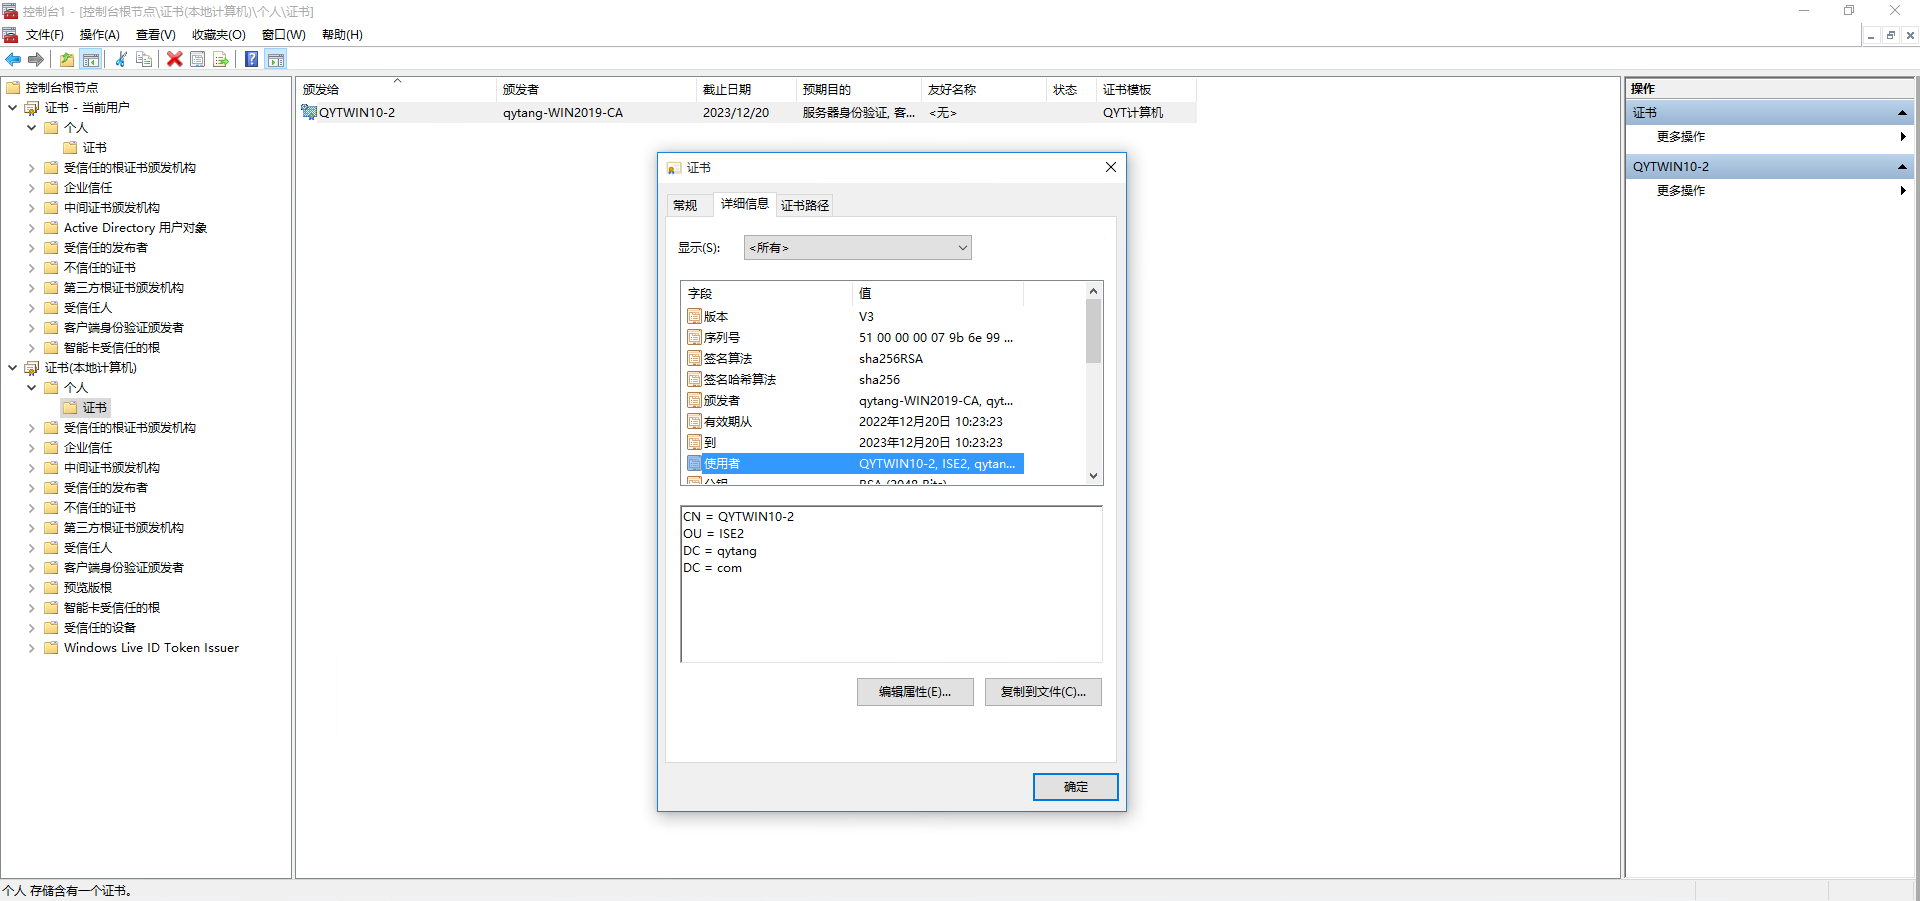 控制台1 - [控制台根节点\证书(本地计算机)\个人\证书]
文件(F) 操作(A) 查看(V) 收藏夹(O) 窗口(W) 帮助(H)
控制台根节点
证书 - 当前用户
个人
证书
受信任的根证书颁发机构
企业信任
中间证书颁发机构
Active Directory 用户对象
受信任的发布者
不信任的证书
第三方根证书颁发机构
受信任人
客户端身份验证颁发者
智能卡受信任的根
证书(本地计算机)
个人
证书
受信任的根证书颁发机构
企业信任
中间证书颁发机构
受信任的发布者
不信任的证书
第三方根证书颁发机构
受信任人
客户端身份验证颁发者
预览版根
智能卡受信任的根
受信任的设备
Windows Live ID Token Issuer
颁发给 颁发者 截止日期 预期目的 友好名称 状态 证书模板
QYTWIN10-2 qytang-WIN2019-CA 2023/12/20 服务器身份验证, 客... <无> QYT计算机
证书
常规 详细信息 证书路径
显示(S): <所有>
字段 值
版本 V3
序列号 51 00 00 00 07 9b 6e 99 ...
签名算法 sha256RSA
签名哈希算法 sha256
颁发者 qytang-WIN2019-CA, qyt...
有效期从 2022年12月20日 10:23:23
到 2023年12月20日 10:23:23
使用者 QYTWIN10-2, ISE2, qytan...
公钥 RSA (2048 Bits)
CN = QYTWIN10-2
OU = ISE2
DC = qytang
DC = com
编辑属性(E)... 复制到文件(C)...
确定
操作
证书
更多操作
QYTWIN10-2
更多操作
个人 存储含有一个证书。